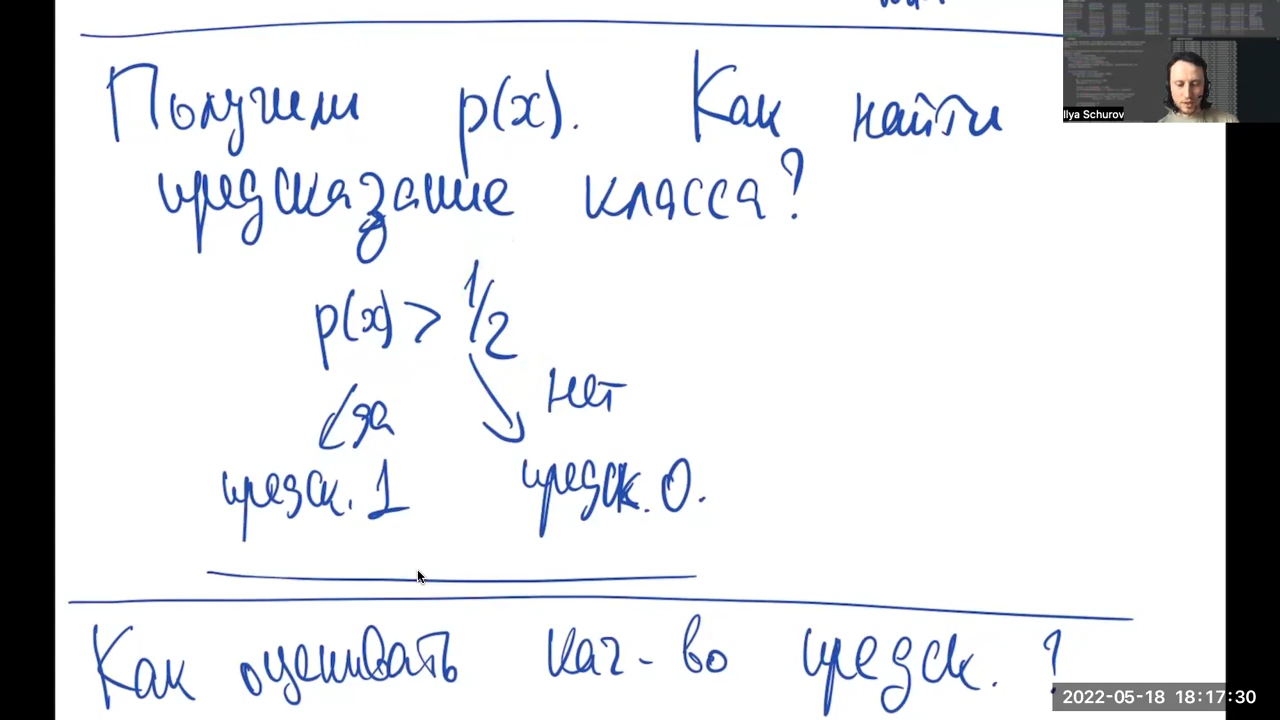 Получили p(x). Как найти
предсказание класса?
p(x) > 1/2
да нет
предск. 1 предск. 0.
Как оценивать кач-во предск. ?
Ilya Schurov
2022-05-18 18:17:30